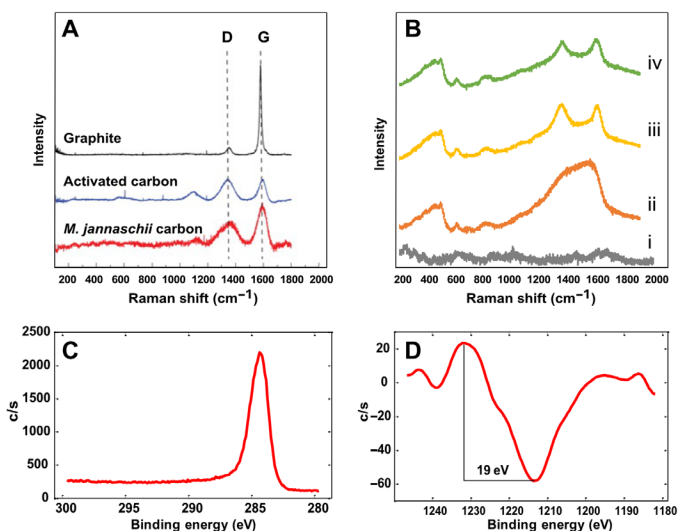 A
D
G
Graphite
Activated carbon
M. jannaschii carbon
Intensity
200 400 600 800 1000 1200 1400 1600 1800 2000
Raman shift (cm⁻¹)
B
iv
iii
ii
i
Intensity
200 400 600 800 1000 1200 1400 1600 1800 2000
Raman shift (cm⁻¹)
C
2500
2000
1500
1000
500
0
c/s
300 295 290 285 280
Binding energy (eV)
D
20
0
−20
−40
−60
c/s
19 eV
1240 1230 1220 1210 1200 1190 1180
Binding energy (eV)